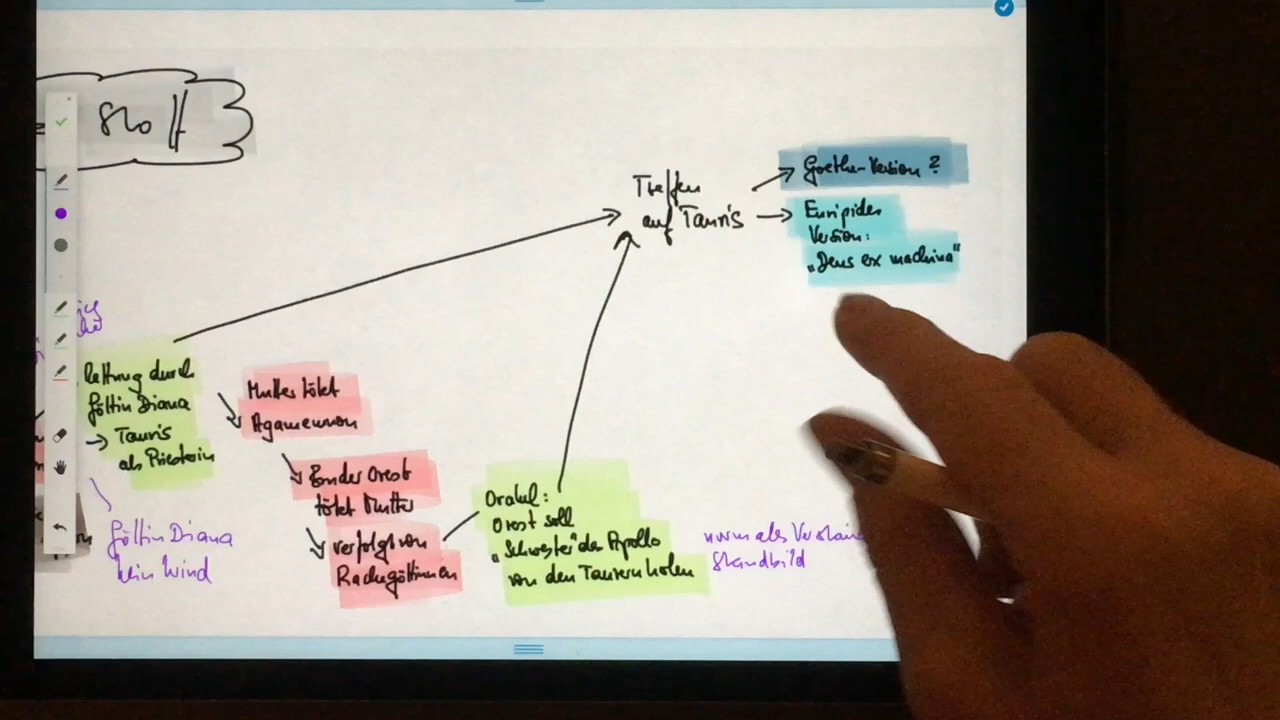 Stoff
Treffen
auf Tauris
Goethe-Version ?
Euripides
Version:
„Deus ex machina"
Rettung durch
Göttin Diana
→ Tauris
als Priesterin
Mutter tötet
Agamemnon
Bruder Orest
tötet Mutter
verfolgt von
Rachegöttinnen
Orakel:
Orest soll
„Schwester" des Apollo
von den Taurern holen
Göttin Diana
kein Wind
Standbild